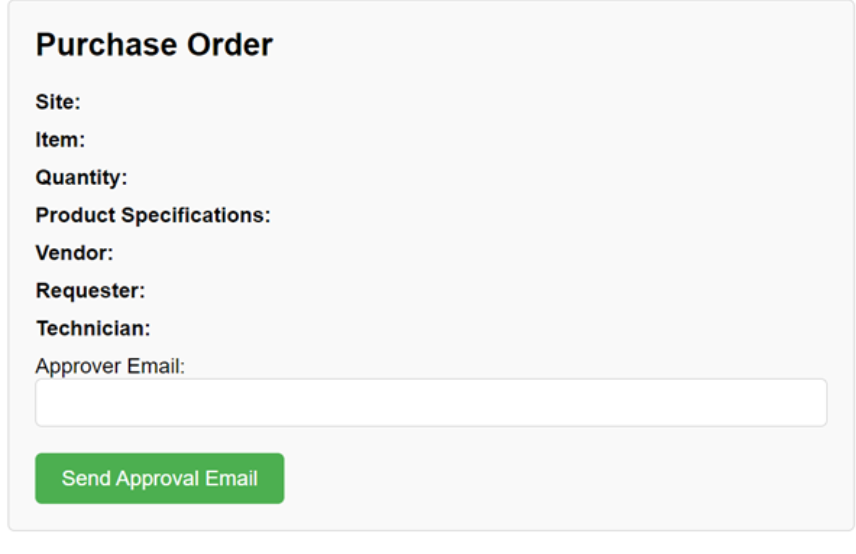 Purchase Order
Site:
Item:
Quantity:
Product Specifications:
Vendor:
Requester:
Technician:
Approver Email:
Send Approval Email